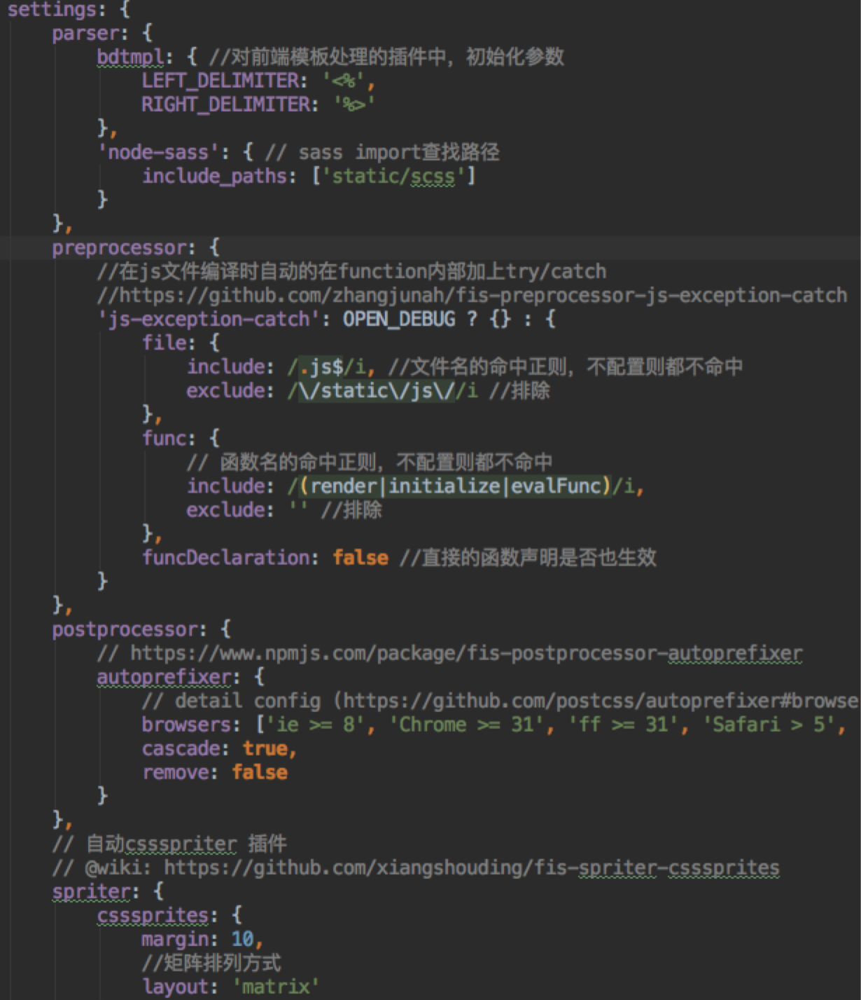 settings: {
    parser: {
        bdtmpl: { //对前端模板处理的插件中，初始化参数
            LEFT_DELIMITER: '<%',
            RIGHT_DELIMITER: '%>'
        },
        'node-sass': { // sass import查找路径
            include_paths: ['static/scss']
        }
    },
    preprocessor: {
        //在js文件编译时自动的在function内部加上try/catch
        //https://github.com/zhangjunah/fis-preprocessor-js-exception-catch
        'js-exception-catch': OPEN_DEBUG ? {} : {
            file: {
                include: /.js$/i, //文件名的命中正则，不配置则都不命中
                exclude: /\/static\/js\//i //排除
            },
            func: {
                // 函数名的命中正则，不配置则都不命中
                include: /(render|initialize|evalFunc)/i,
                exclude: '' //排除
            },
            funcDeclaration: false //直接的函数声明是否也生效
        }
    },
    postprocessor: {
        // https://www.npmjs.com/package/fis-postprocessor-autoprefixer
        autoprefixer: {
            // detail config (https://github.com/postcss/autoprefixer#browse
            browsers: ['ie >= 8', 'Chrome >= 31', 'ff >= 31', 'Safari > 5',
            cascade: true,
            remove: false
        }
    },
    // 自动cssspriter 插件
    // @wiki: https://github.com/xiangshouding/fis-spriter-csssprites
    spriter: {
        csssprites: {
            margin: 10,
            //矩阵排列方式
            layout: 'matrix'